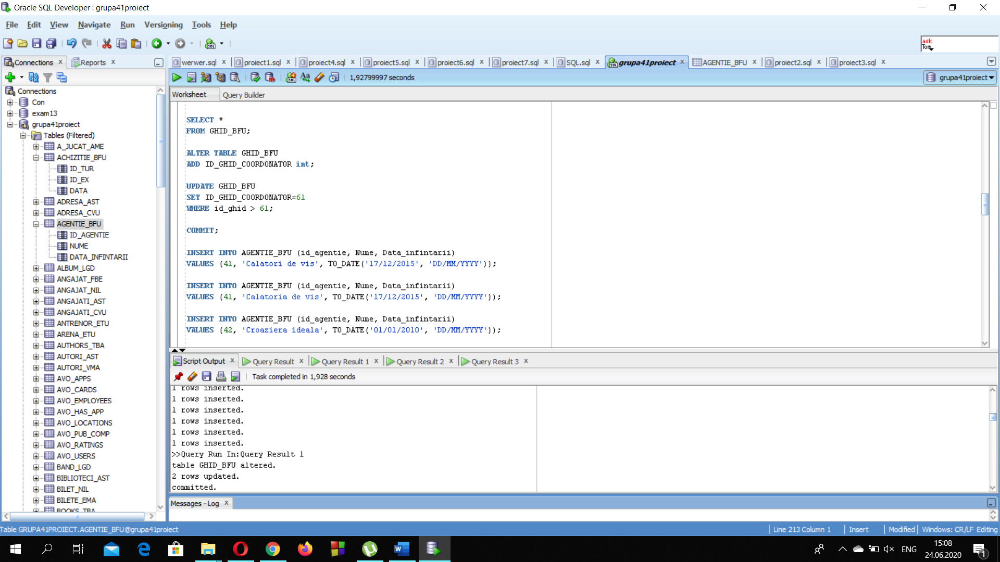 Oracle SQL Developer : grupa41proiect
File Edit View Navigate Run Versioning Tools Help
ask
Tom
Connections Reports
werwer.sql proiect1.sql proiect4.sql proiect5.sql proiect6.sql proiect7.sql SQL.sql grupa41proiect AGENTIE_BFU proiect2.sql proiect3.sql
1,92799997 seconds
grupa41proiect
Worksheet Query Builder
Connections
Con
exam13
grupa41proiect
Tables (Filtered)
A_JUCAT_AME
ACHIZITIE_BFU
ID_TUR
ID_EX
DATA
ADRESA_AST
ADRESA_CVU
AGENTIE_BFU
ID_AGENTIE
NUME
DATA_INFINTARII
ALBUM_LGD
ANGAJAT_FBE
ANGAJAT_NIL
ANGAJATI_AST
ANGAJATI_CVU
ANTRENOR_ETU
ARENA_ETU
AUTHORS_TBA
AUTORI_AST
AUTORI_VMA
AVO_APPS
AVO_CARDS
AVO_EMPLOYEES
AVO_HAS_APP
AVO_LOCATIONS
AVO_PUB_COMP
AVO_RATINGS
AVO_USERS
BAND_LGD
BIBLIOTECI_AST
BILET_NIL
BILETE_EMA
BOOKS_TBA
SELECT *
FROM GHID_BFU;
ALTER TABLE GHID_BFU
ADD ID_GHID_COORDONATOR int;
UPDATE GHID_BFU
SET ID_GHID_COORDONATOR=61
WHERE id_ghid > 61;
COMMIT;
INSERT INTO AGENTIE_BFU (id_agentie, Nume, Data_infintarii)
VALUES (41, 'Calatori de vis', TO_DATE('17/12/2015', 'DD/MM/YYYY'));
INSERT INTO AGENTIE_BFU (id_agentie, Nume, Data_infintarii)
VALUES (41, 'Calatoria de vis', TO_DATE('17/12/2015', 'DD/MM/YYYY'));
INSERT INTO AGENTIE_BFU (id_agentie, Nume, Data_infintarii)
VALUES (42, 'Croaziera ideala', TO_DATE('01/01/2010', 'DD/MM/YYYY'));
Script Output Query Result Query Result 1 Query Result 2 Query Result 3
Task completed in 1,928 seconds
1 rows inserted.
1 rows inserted.
1 rows inserted.
1 rows inserted.
1 rows inserted.
1 rows inserted.
>>Query Run In:Query Result 1
table GHID_BFU altered.
2 rows updated.
committed.
Messages - Log
Table GRUPA41PROIECT.AGENTIE_BFU@grupa41proiect
Line 213 Column 1 Insert Modified Windows: CR/LF Editing
ENG
15:08
24.06.2020
1